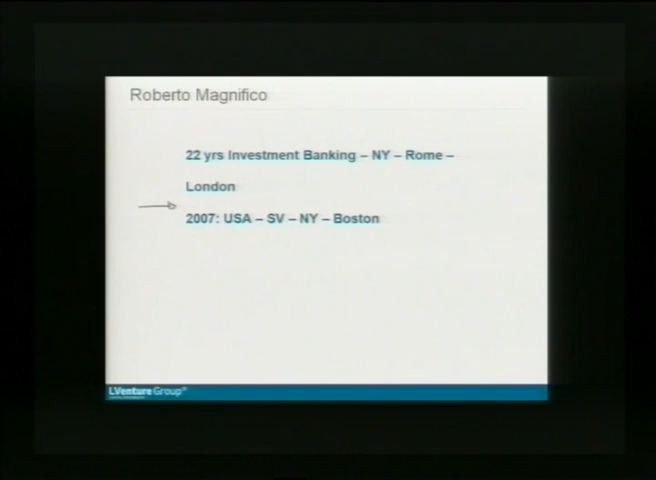 Roberto Magnifico
22 yrs Investment Banking – NY – Rome –
London
2007: USA – SV – NY – Boston
LVenture Group